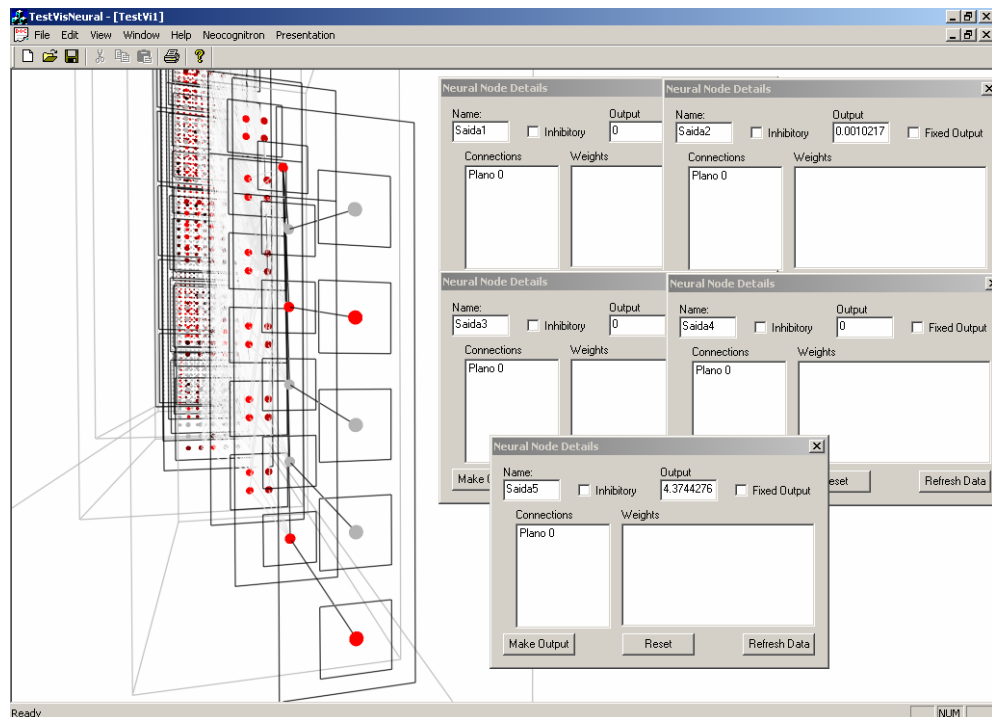 TestVisNeural - [TestVi1]
File Edit View Window Help Neocognitron Presentation
Neural Node Details
Name:
Output
Saida1
Inhibitory
0
Connections
Weights
Plano 0
Neural Node Details
Name:
Output
Saida2
Inhibitory
0.0010217
Fixed Output
Connections
Weights
Plano 0
Neural Node Details
Name:
Output
Saida3
Inhibitory
0
Connections
Weights
Plano 0
Neural Node Details
Name:
Output
Saida4
Inhibitory
0
Fixed Output
Connections
Weights
Plano 0
Refresh Data
Neural Node Details
Name:
Output
Saida5
Inhibitory
4.3744276
Fixed Output
Connections
Weights
Plano 0
Make Output
Reset
Refresh Data
Ready
NUM